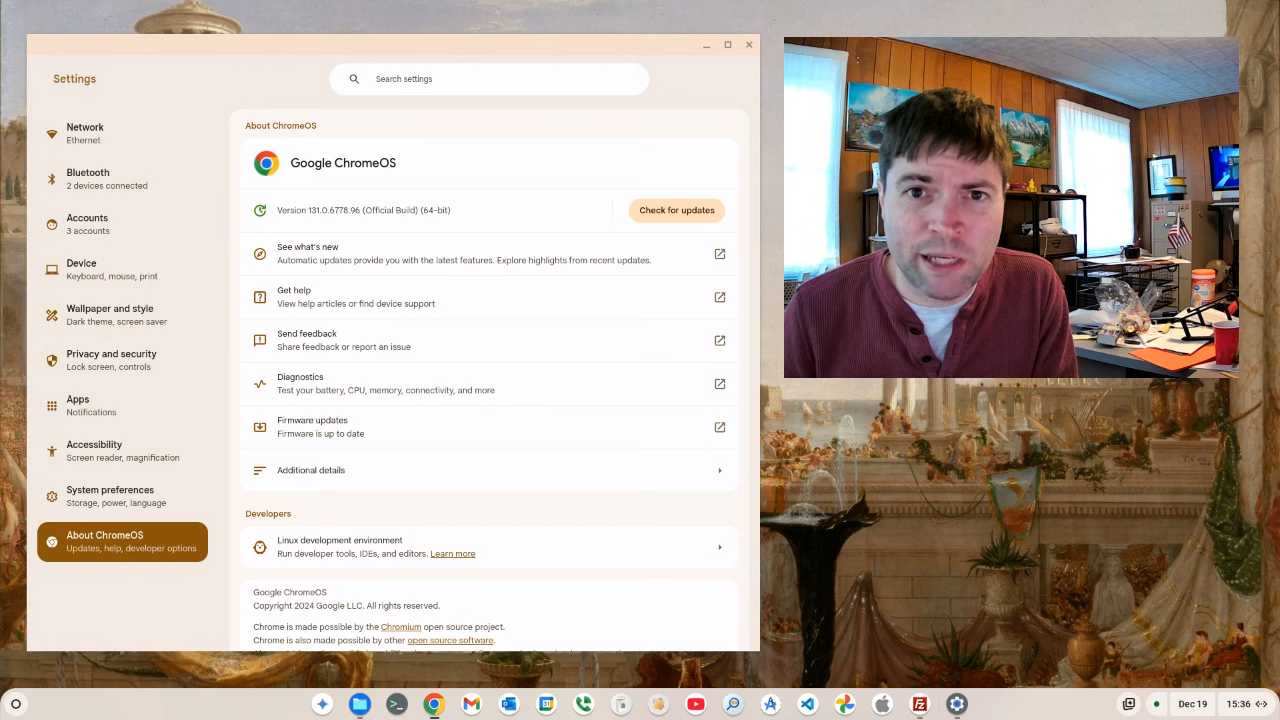 Settings
Search settings
Network
Ethernet
Bluetooth
2 devices connected
Accounts
3 accounts
Device
Keyboard, mouse, print
Wallpaper and style
Dark theme, screen saver
Privacy and security
Lock screen, controls
Apps
Notifications
Accessibility
Screen reader, magnification
System preferences
Storage, power, language
About ChromeOS
Updates, help, developer options
About ChromeOS
Google ChromeOS
Version 131.0.6778.96 (Official Build) (64-bit)
Check for updates
See what's new
Automatic updates provide you with the latest features. Explore highlights from recent updates.
Get help
View help articles or find device support
Send feedback
Share feedback or report an issue
Diagnostics
Test your battery, CPU, memory, connectivity, and more
Firmware updates
Firmware is up to date
Additional details
Developers
Linux development environment
Run developer tools, IDEs, and editors. Learn more
Google ChromeOS
Copyright 2024 Google LLC. All rights reserved.
Chrome is made possible by the Chromium open source project.
Chrome is also made possible by other open source software.
Dec 19
15:36